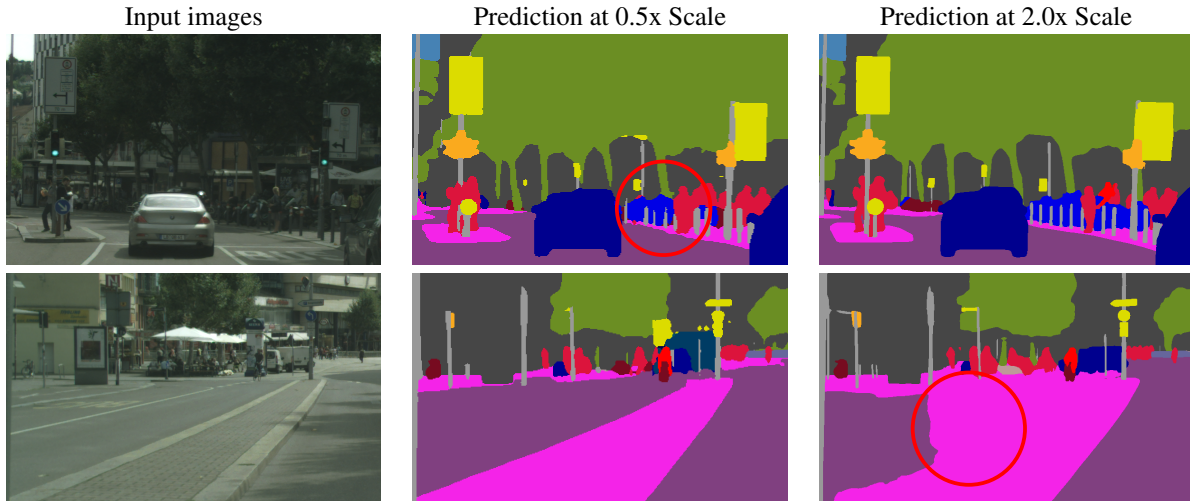 Input images
Prediction at 0.5x Scale
Prediction at 2.0x Scale